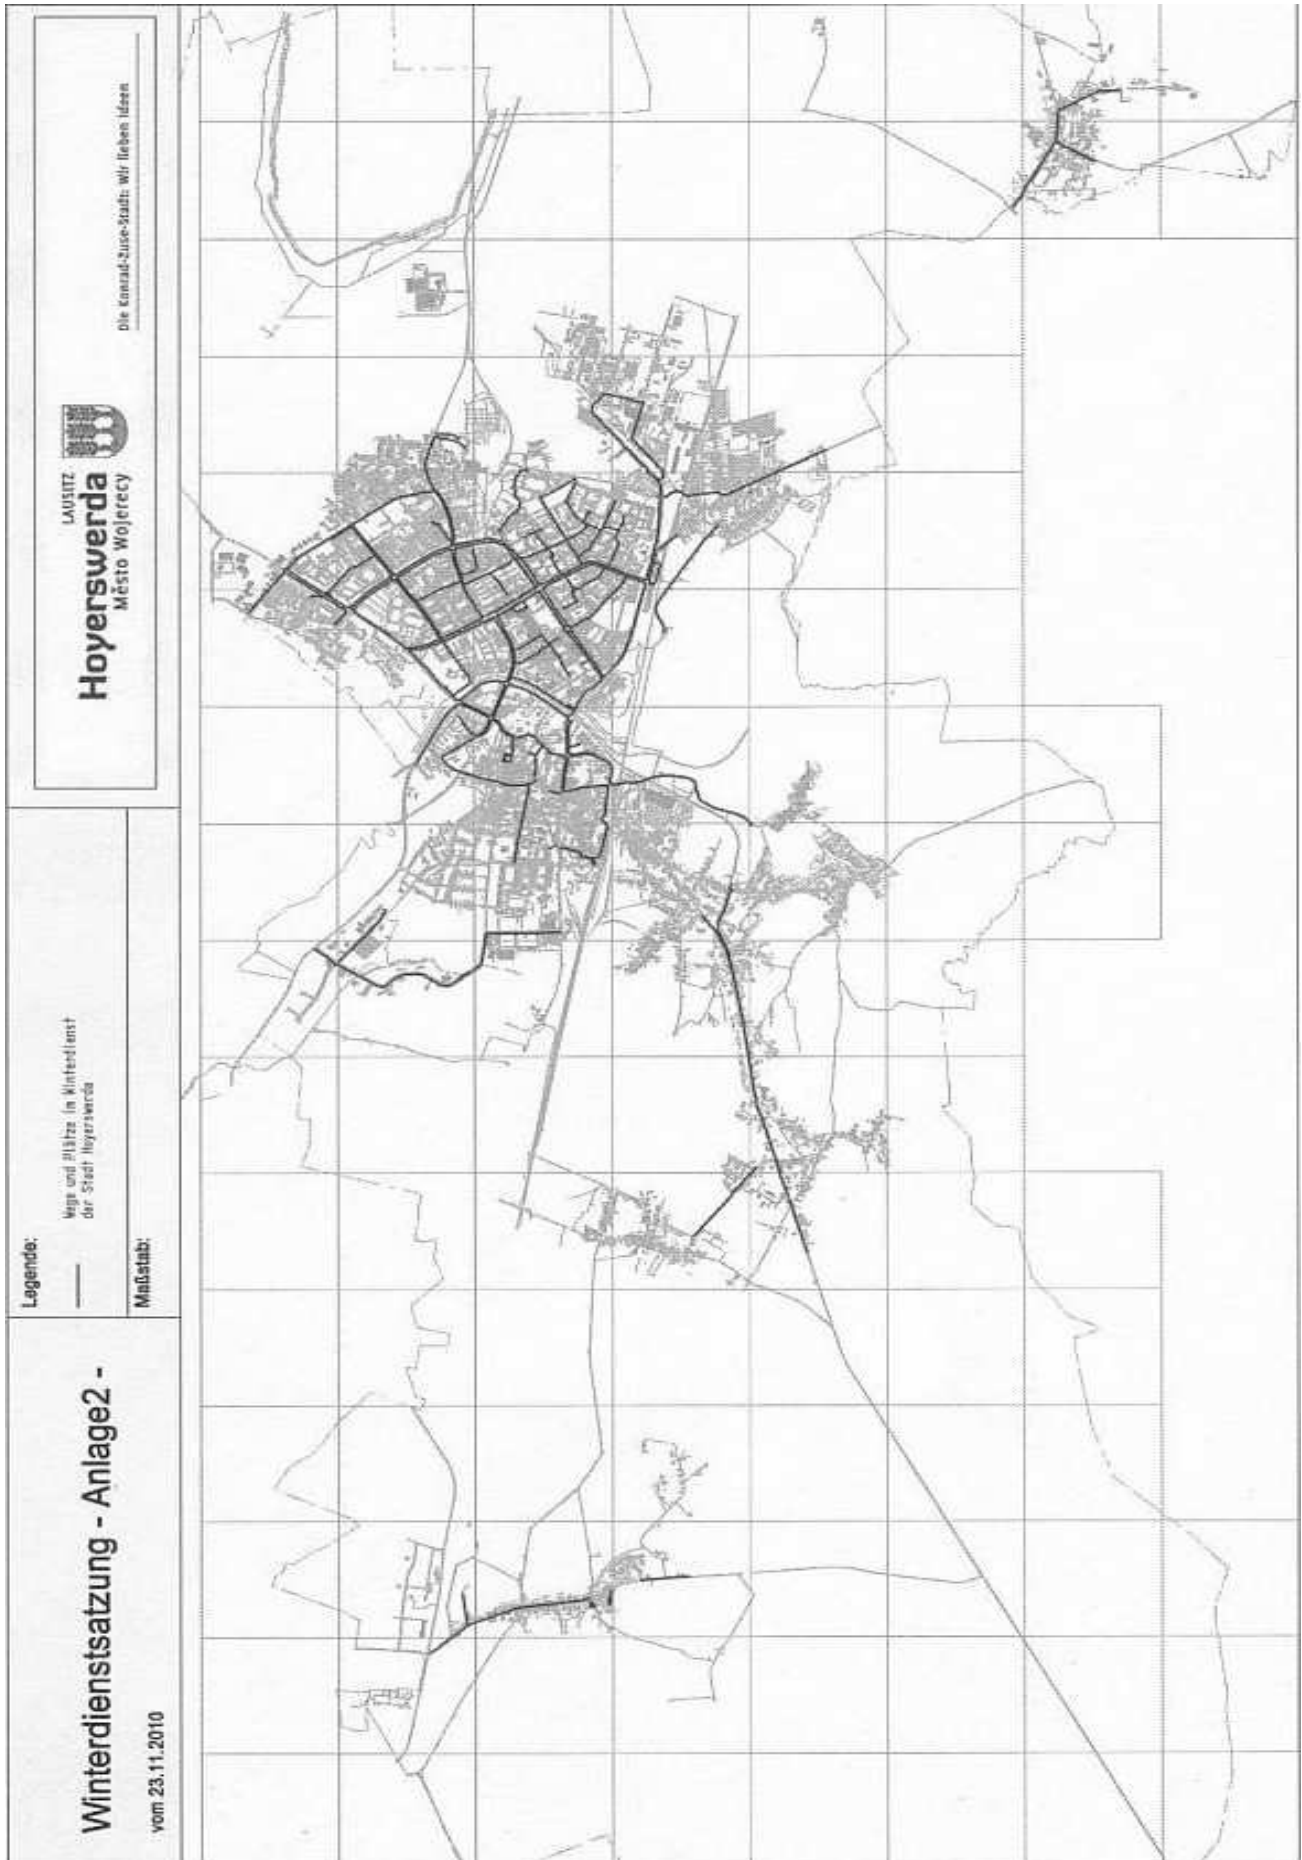 Winterdienstsatzung - Anlage2 -
vom 23.11.2010
Legende:
Wege und Plätze im Winterdienst
der Stadt Hoyerswerda
Maßstab:
LAUSITZ
Hoyerswerda
Město Wojerecy
Die Konrad-Zuse-Stadt: Wir lieben Ideen